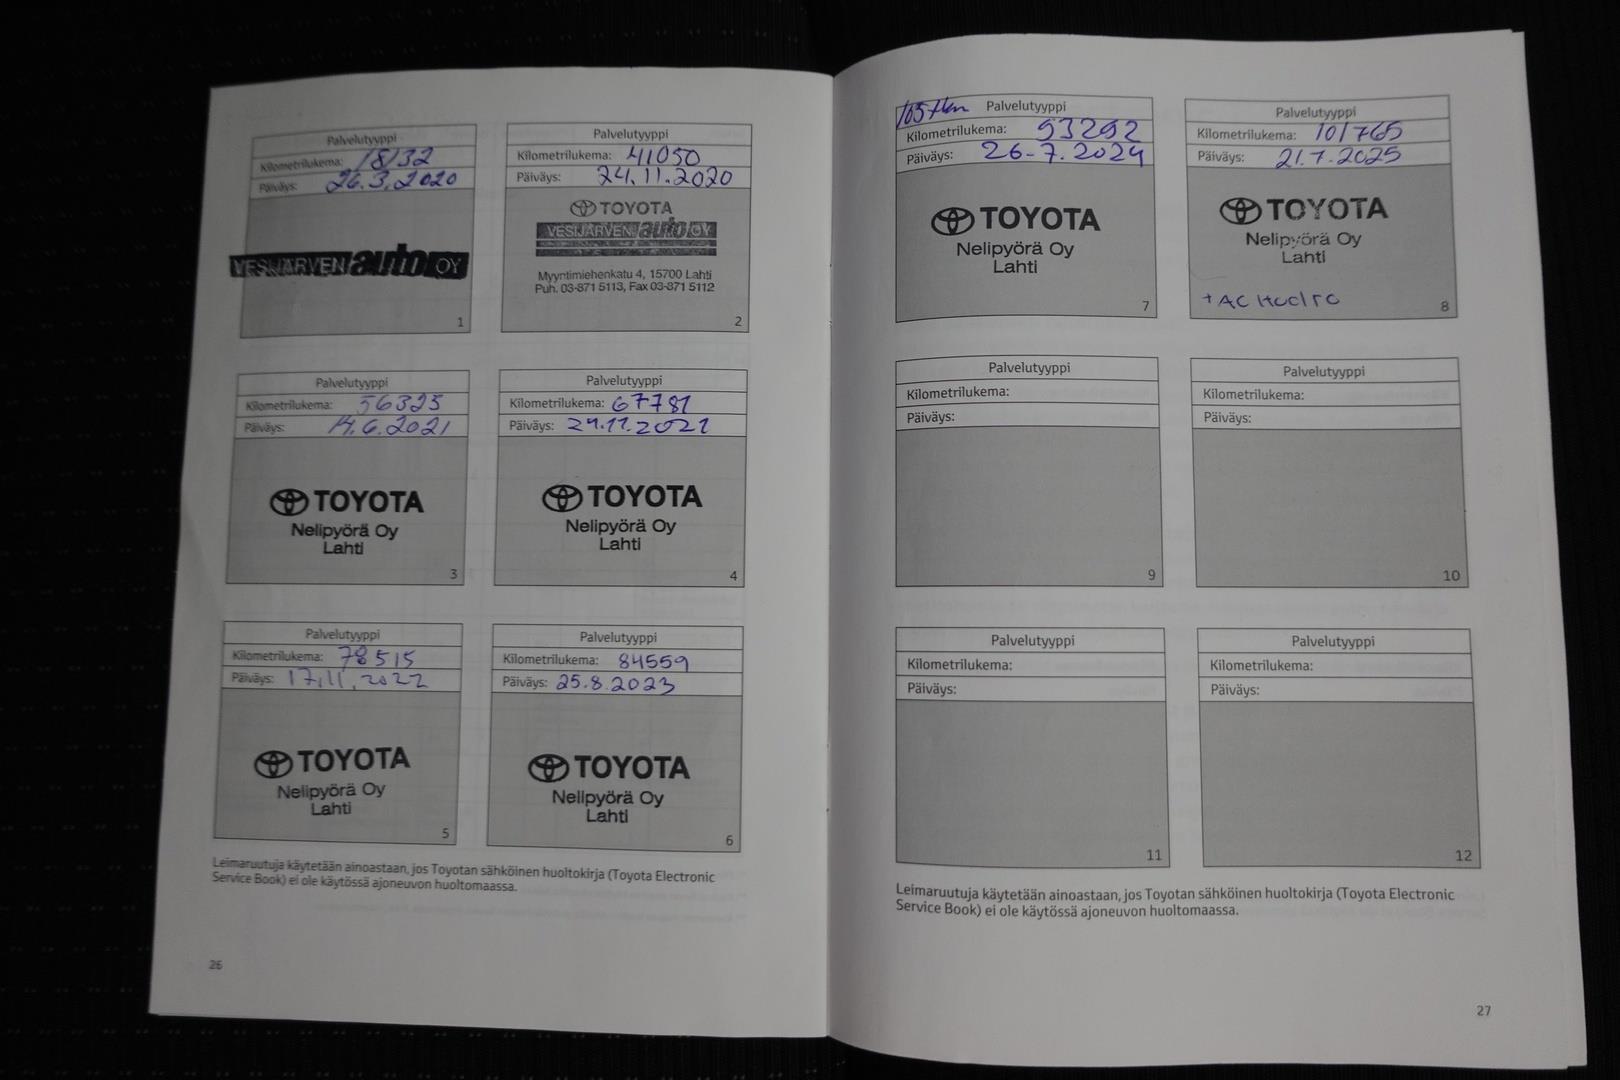 Palvelutyyppi
Kilometrilukema: 18132
Päiväys: 26.3.2020
VESIJÄRVEN auto OY
1
Palvelutyyppi
Kilometrilukema: 41050
Päiväys: 24.11.2020
TOYOTA
VESIJÄRVEN auto OY
Myyntimiehenkatu 4, 15700 Lahti
Puh. 03-871 5113, Fax 03-871 5112
2
Palvelutyyppi
Kilometrilukema: 56325
Päiväys: 14.6.2021
TOYOTA
Nelipyörä Oy
Lahti
3
Palvelutyyppi
Kilometrilukema: 67781
Päiväys: 24.11.2021
TOYOTA
Nelipyörä Oy
Lahti
4
Palvelutyyppi
Kilometrilukema: 78515
Päiväys: 17.11.2022
TOYOTA
Nelipyörä Oy
Lahti
5
Palvelutyyppi
Kilometrilukema: 84559
Päiväys: 25.8.2023
TOYOTA
Nelipyörä Oy
Lahti
6
Leimaruutuja käytetään ainoastaan, jos Toyotan sähköinen huoltokirja (Toyota Electronic
Service Book) ei ole käytössä ajoneuvon huoltomaassa.
26
Palvelutyyppi
Kilometrilukema: 93292
Päiväys: 26-7.2024
TOYOTA
Nelipyörä Oy
Lahti
7
Palvelutyyppi
Kilometrilukema: 101765
Päiväys: 21.7.2025
TOYOTA
Nelipyörä Oy
Lahti
+ AC Huolto
8
Palvelutyyppi
Kilometrilukema:
Päiväys:
9
Palvelutyyppi
Kilometrilukema:
Päiväys:
10
Palvelutyyppi
Kilometrilukema:
Päiväys:
11
Palvelutyyppi
Kilometrilukema:
Päiväys:
12
Leimaruutuja käytetään ainoastaan, jos Toyotan sähköinen huoltokirja (Toyota Electronic
Service Book) ei ole käytössä ajoneuvon huoltomaassa.
27